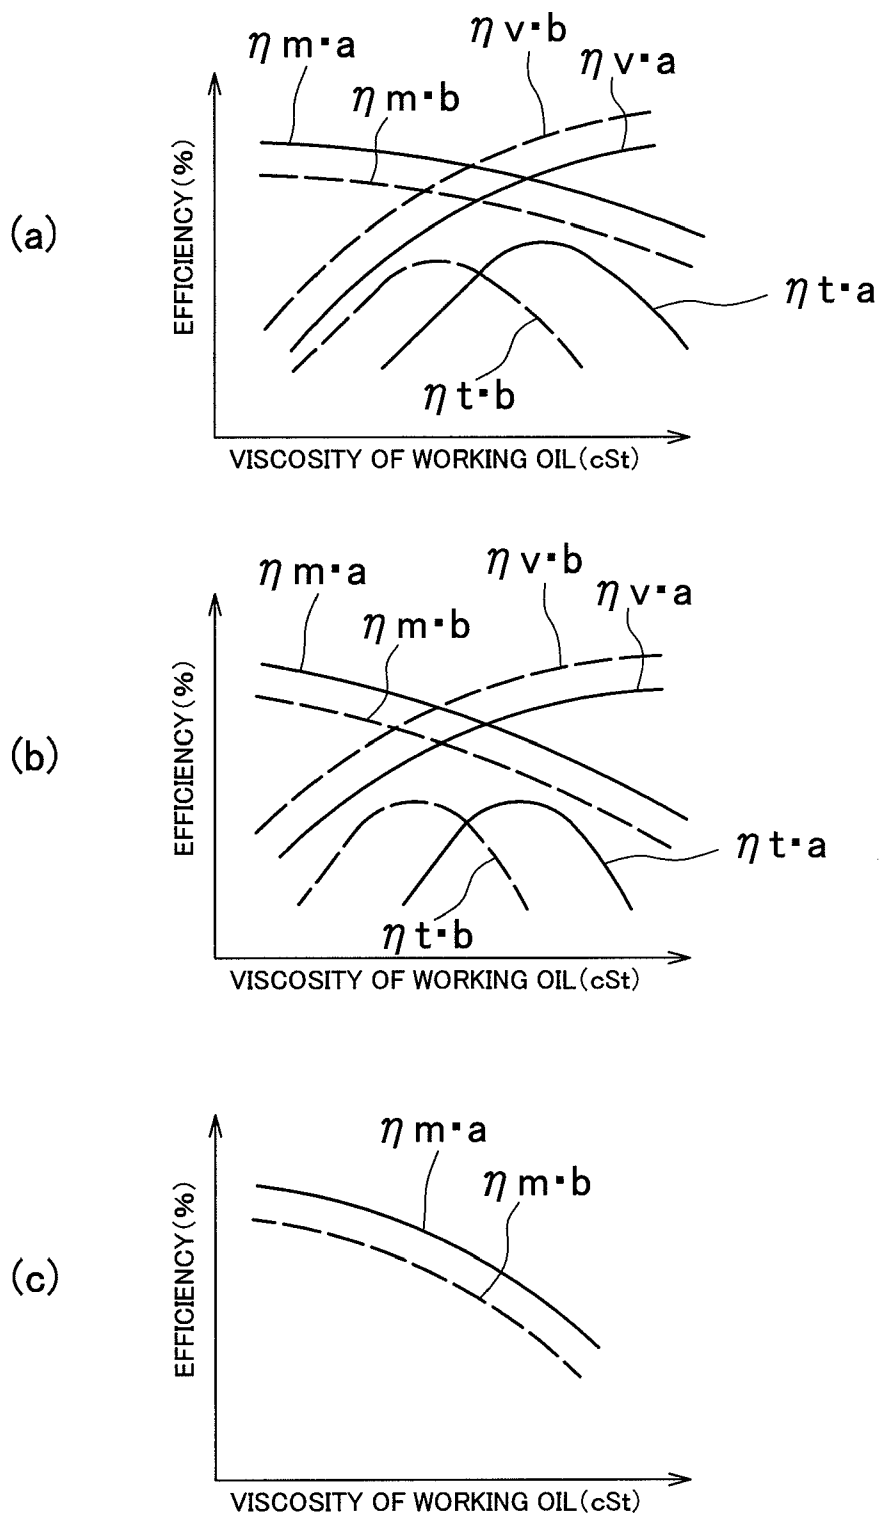 (a)
η m・a
η m・b
η v・b
η v・a
η t・a
η t・b
EFFICIENCY(%)
VISCOSITY OF WORKING OIL(cSt)
(b)
η m・a
η m・b
η v・b
η v・a
η t・a
η t・b
EFFICIENCY(%)
VISCOSITY OF WORKING OIL(cSt)
(c)
η m・a
η m・b
EFFICIENCY(%)
VISCOSITY OF WORKING OIL(cSt)